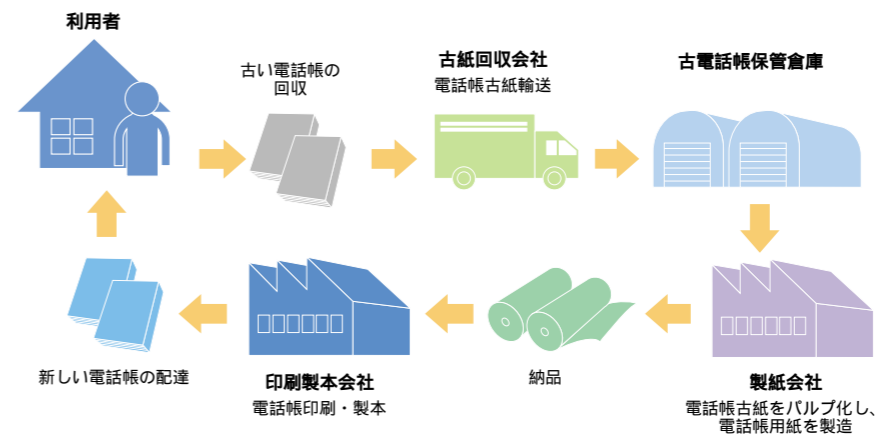 利用者
古い電話帳の
回収
古紙回収会社
電話帳古紙輸送
古電話帳保管倉庫
製紙会社
電話帳古紙をパルプ化し、
電話帳用紙を製造
納品
印刷製本会社
電話帳印刷・製本
新しい電話帳の配達